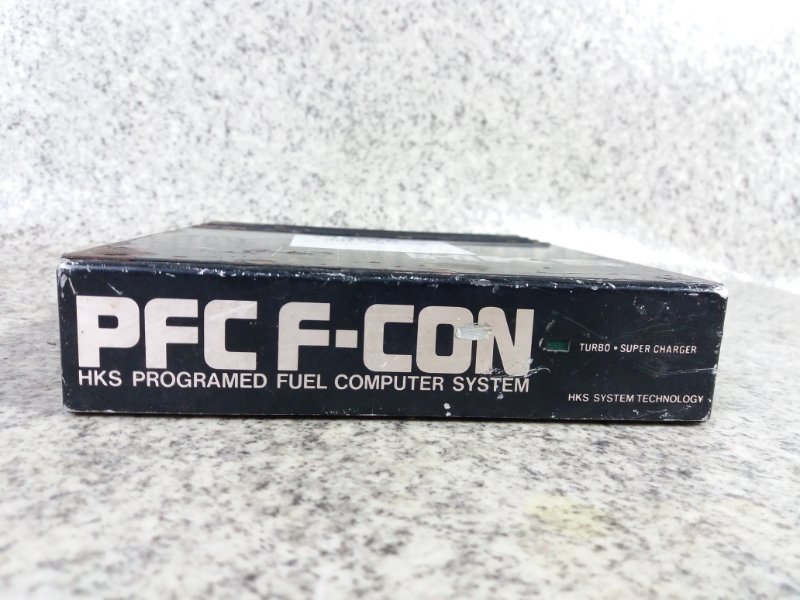 PFC F-CON
HKS PROGRAMED FUEL COMPUTER SYSTEM
TURBO • SUPER CHARGER
HKS SYSTEM TECHNOLOGY